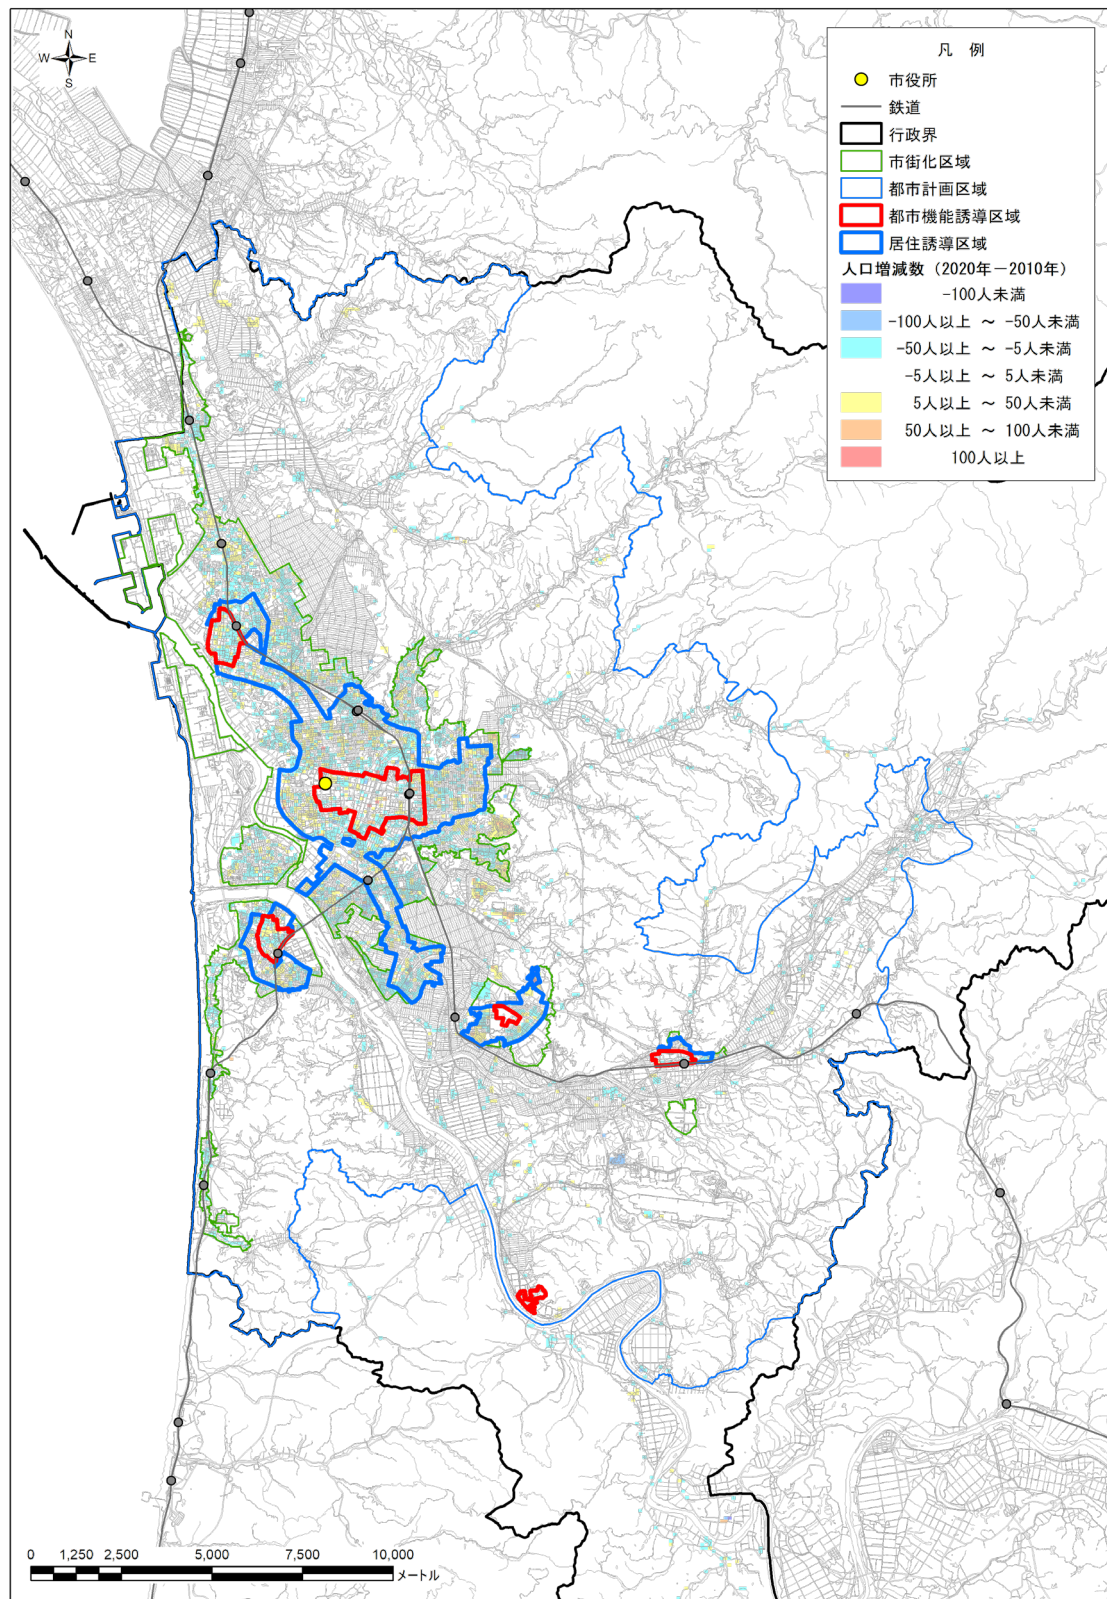 N
W E
S
凡 例
市役所
鉄道
行政界
市街化区域
都市計画区域
都市機能誘導区域
居住誘導区域
人口増減数（2020年－2010年）
-100人未満
-100人以上 ～ -50人未満
-50人以上 ～ -5人未満
-5人以上 ～ 5人未満
5人以上 ～ 50人未満
50人以上 ～ 100人未満
100人以上
0 1,250 2,500 5,000 7,500 10,000
メートル